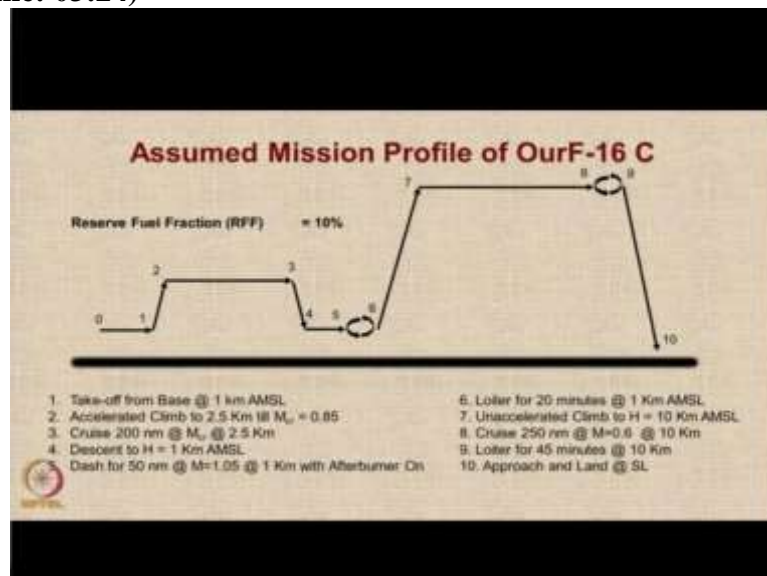 Assumed Mission Profile of OurF-16 C
7
8
9
Reserve Fuel Fraction (RFF) = 10%
2
3
0
1
4
5
6
10
1. Take-off from Base @ 1 km AMSL
2. Accelerated Climb to 2.5 Km till = 0.85
3. Cruise 200 nm @ @ 2.5 Km
4. Descent to H = 1 Km AMSL
5. Dash for 50 nm @ M=1.05 @ 1 Km with Afterburner On
6. Loiter for 20 minutes @ 1 Km AMSL
7. Unaccelerated Climb to H = 10 Km AMSL
8. Cruise 250 nm @ M=0.6 @ 10 Km
9. Loiter for 45 minutes @ 10 Km
10. Approach and Land @ SL
NPTEL